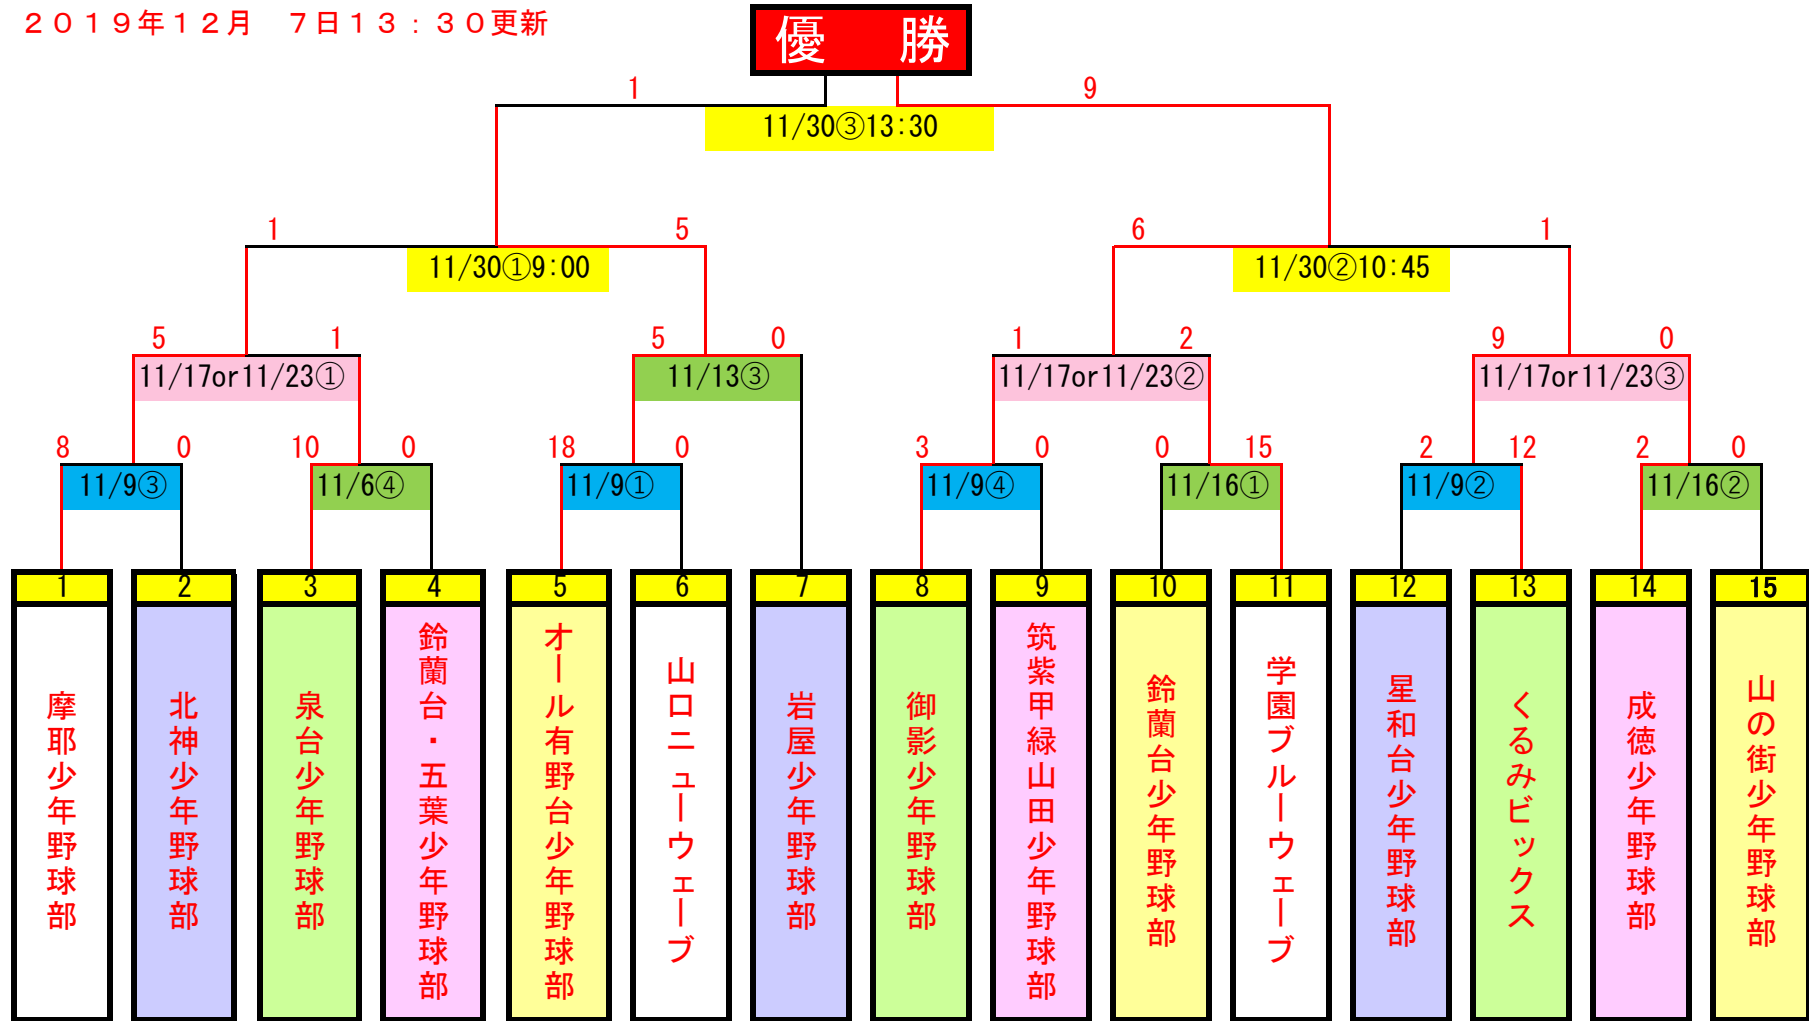 ２０１９年１２月　７日１３：３０更新
優　勝
1 9
11/30③13:30
1 5 6 1
11/30①9:00 11/30②10:45
5 1 5 0 1 2 9 0
11/17or11/23① 11/13③ 11/17or11/23② 11/17or11/23③
8 0 10 0 18 0 3 0 0 15 2 12 2 0
11/9③ 11/6④ 11/9① 11/9④ 11/16① 11/9② 11/16②
1 2 3 4 5 6 7 8 9 10 11 12 13 14 15
摩耶少年野球部
北神少年野球部
泉台少年野球部
鈴蘭台・五葉少年野球部
オール有野台少年野球部
山口ニューウェーブ
岩屋少年野球部
御影少年野球部
筑紫甲緑山田少年野球部
鈴蘭台少年野球部
学園ブルーウェーブ
星和台少年野球部
くるみビックス
成徳少年野球部
山の街少年野球部